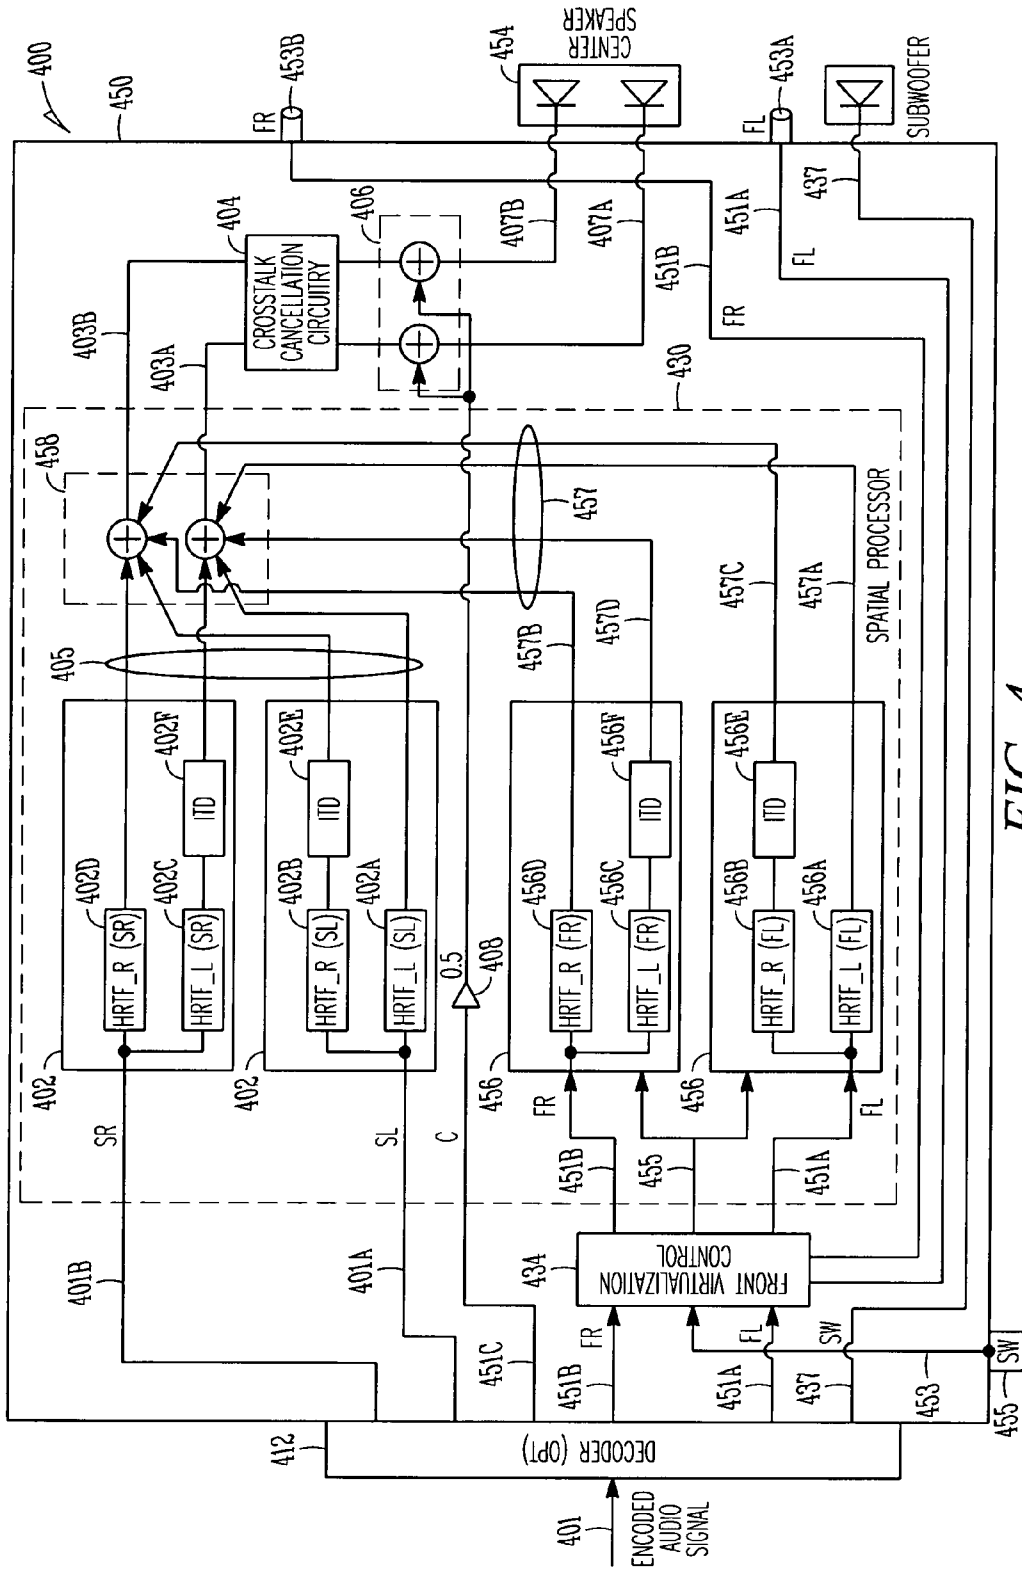 400
450
FR
453B
454
CENTER
SPEAKER
FL
453A
SUBWOOFER
437
451A
FL
407B
407A
451B
FR
406
404
CROSSTALK
CANCELLATION
CIRCUITRY
403B
403A
430
458
457
457C
457A
SPATIAL PROCESSOR
457B
457D
405
402F
ITD
402E
ITD
456F
ITD
456E
ITD
402D
HRTF_R (SR)
402C
HRTF_L (SR)
402B
HRTF_R (SL)
402A
HRTF_L (SL)
0.5
408
456D
HRTF_R (FR)
456C
HRTF_L (FR)
456B
HRTF_R (FL)
456A
HRTF_L (FL)
402
402
456
456
SR
SL
C
FR
FL
451B
455
451A
401B
401A
434
FRONT VIRTUALIZATION
CONTROL
451C
451B
FR
451A
FL
437
SW
453
SW
455
412
DECODER (OPT)
401
ENCODED
AUDIO
SIGNAL
FIG. 4